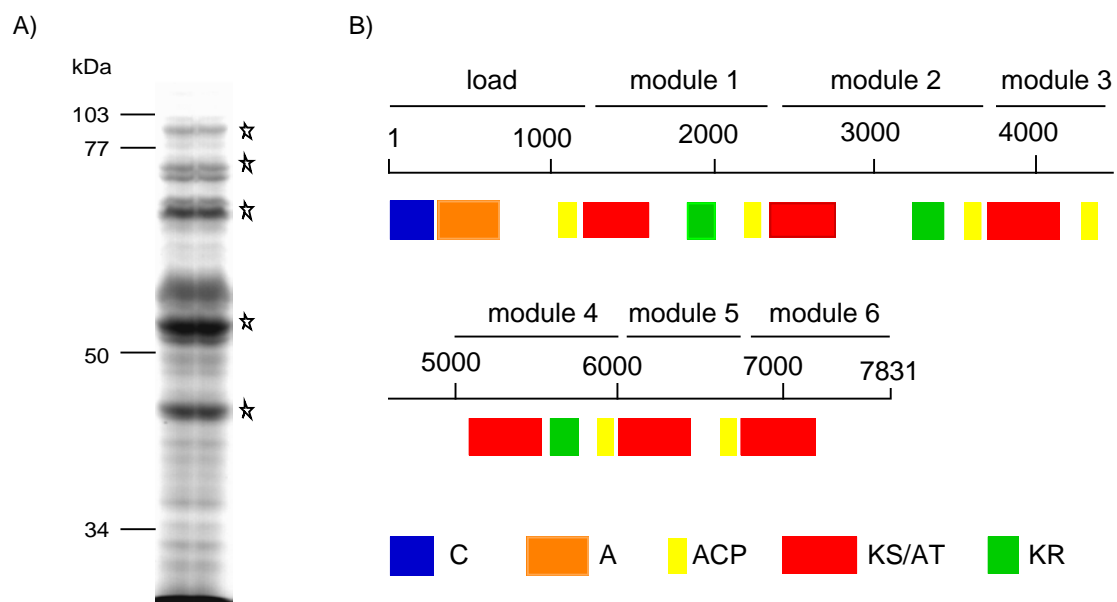 A)
kDa
103
77
50
34
B)
load module 1 module 2 module 3
1 1000 2000 3000 4000
module 4 module 5 module 6
5000 6000 7000 7831
C A ACP KS/AT KR